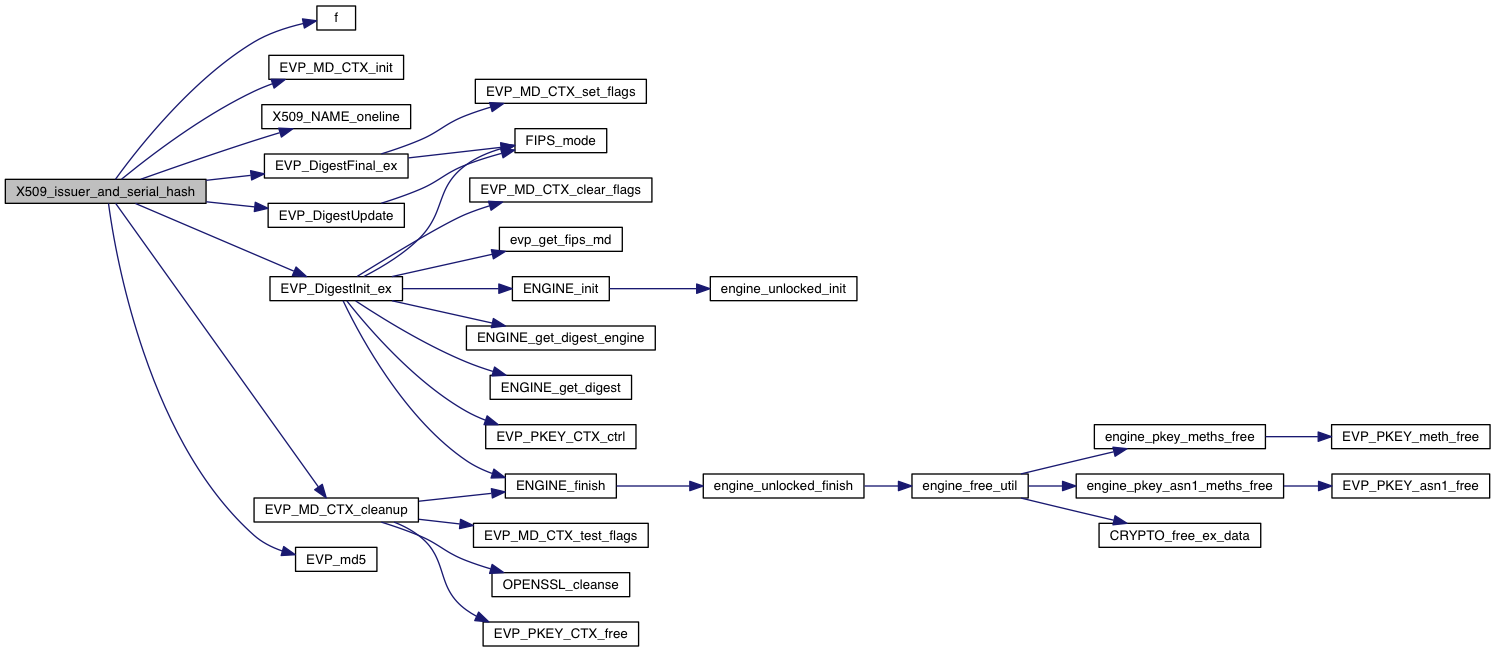 f
EVP_MD_CTX_init
EVP_MD_CTX_set_flags
X509_NAME_oneline
FIPS_mode
EVP_DigestFinal_ex
X509_issuer_and_serial_hash
EVP_MD_CTX_clear_flags
EVP_DigestUpdate
evp_get_fips_md
EVP_DigestInit_ex
ENGINE_init
engine_unlocked_init
ENGINE_get_digest_engine
ENGINE_get_digest
EVP_PKEY_CTX_ctrl
engine_pkey_meths_free
EVP_PKEY_meth_free
ENGINE_finish
engine_unlocked_finish
engine_free_util
engine_pkey_asn1_meths_free
EVP_PKEY_asn1_free
EVP_MD_CTX_cleanup
EVP_MD_CTX_test_flags
CRYPTO_free_ex_data
EVP_md5
OPENSSL_cleanse
EVP_PKEY_CTX_free